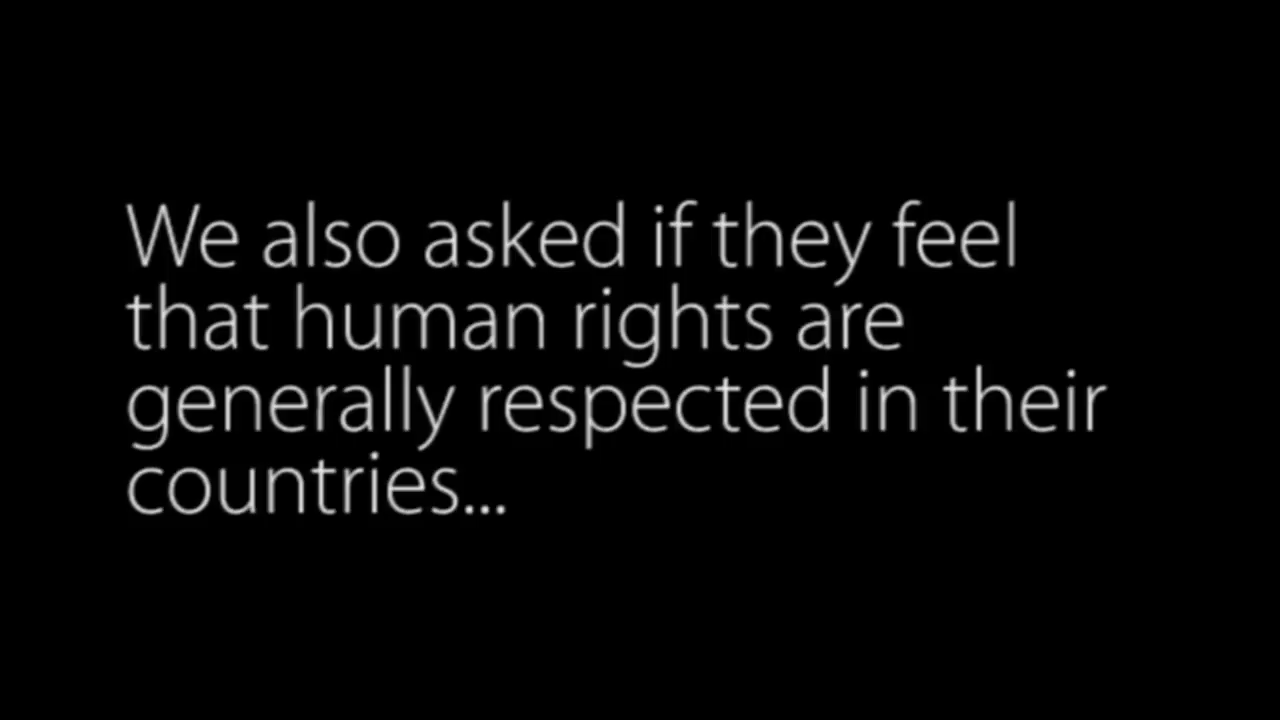 We also asked if they feel
that human rights are
generally respected in their
countries...